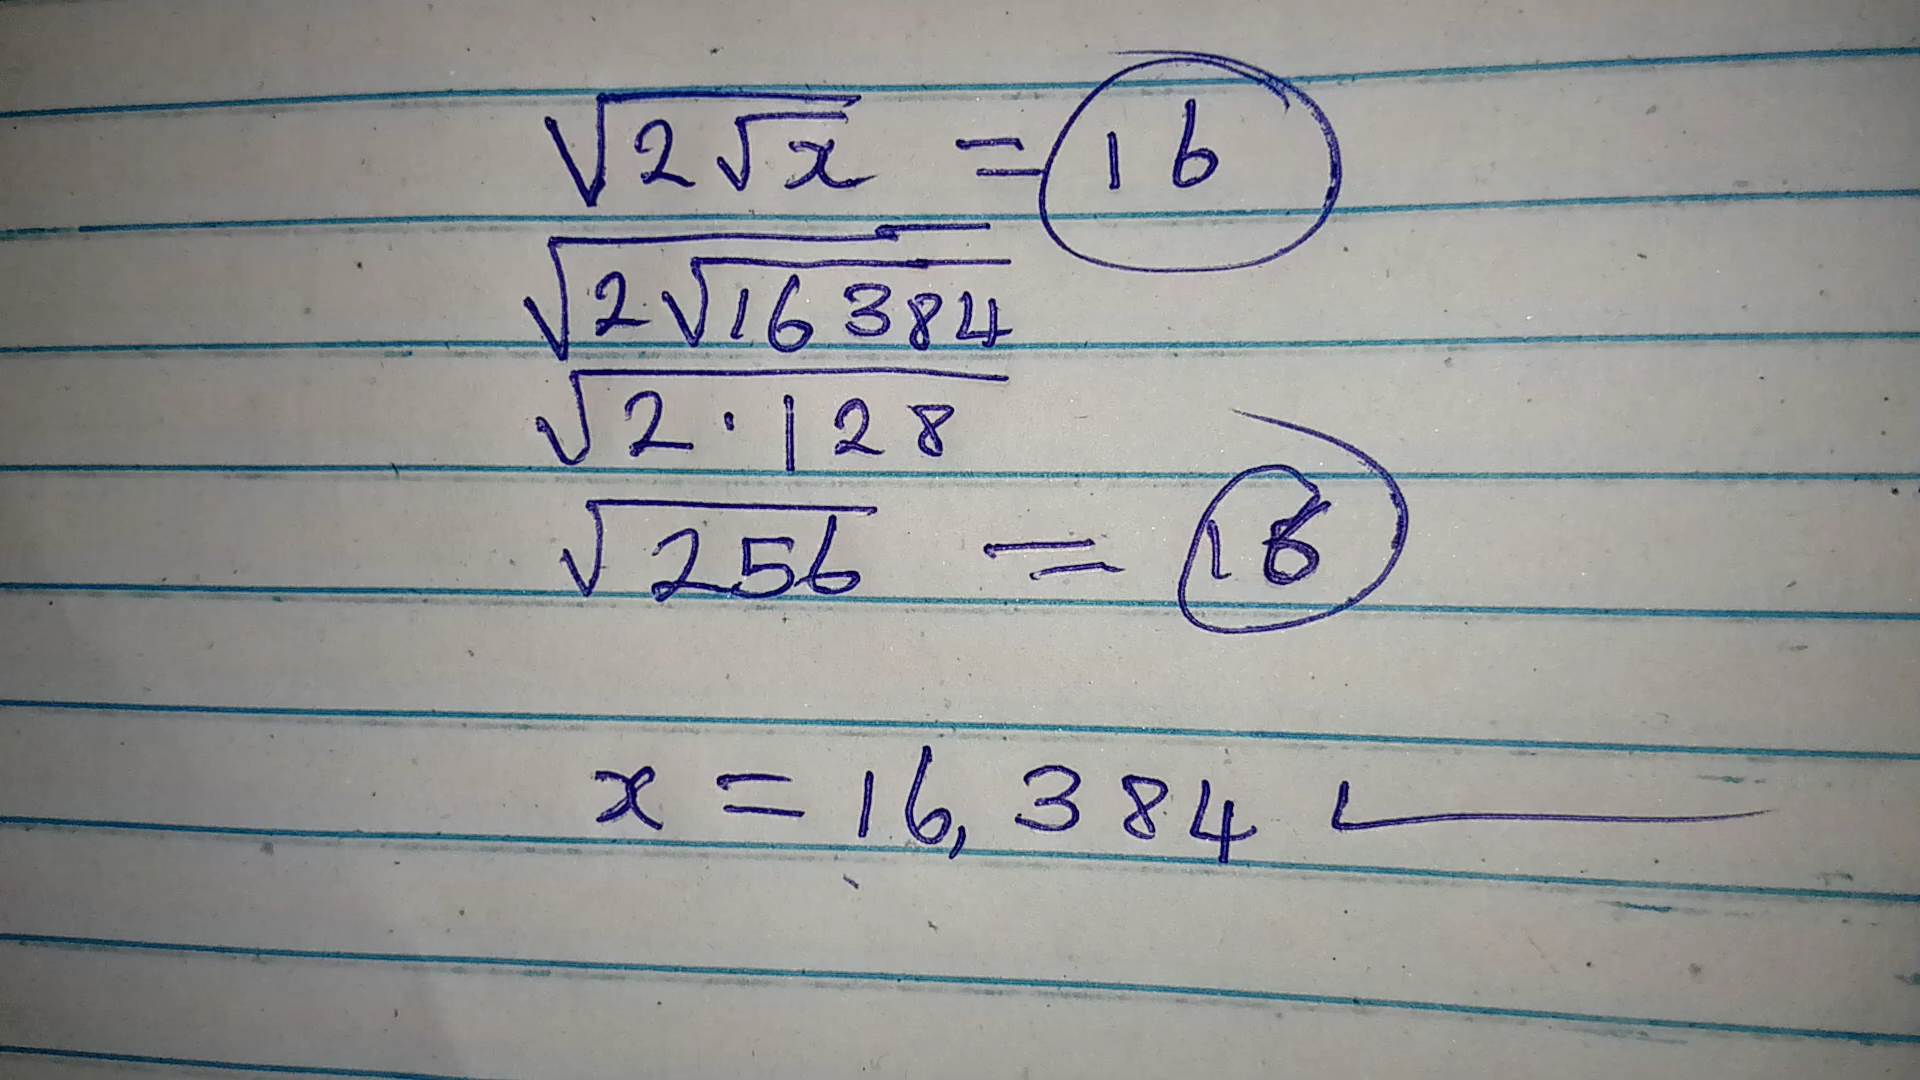 √2√x = 16
√2√16384
√2·128
√256 = 16
x = 16,384